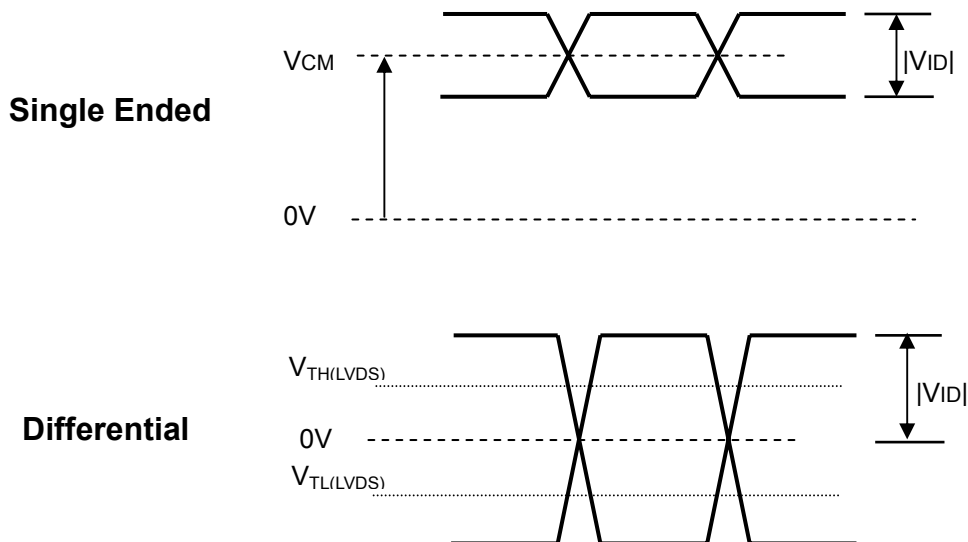 VCM
|VID|
Single Ended
0V
VTH(LVDS)
|VID|
Differential
0V
VTL(LVDS)